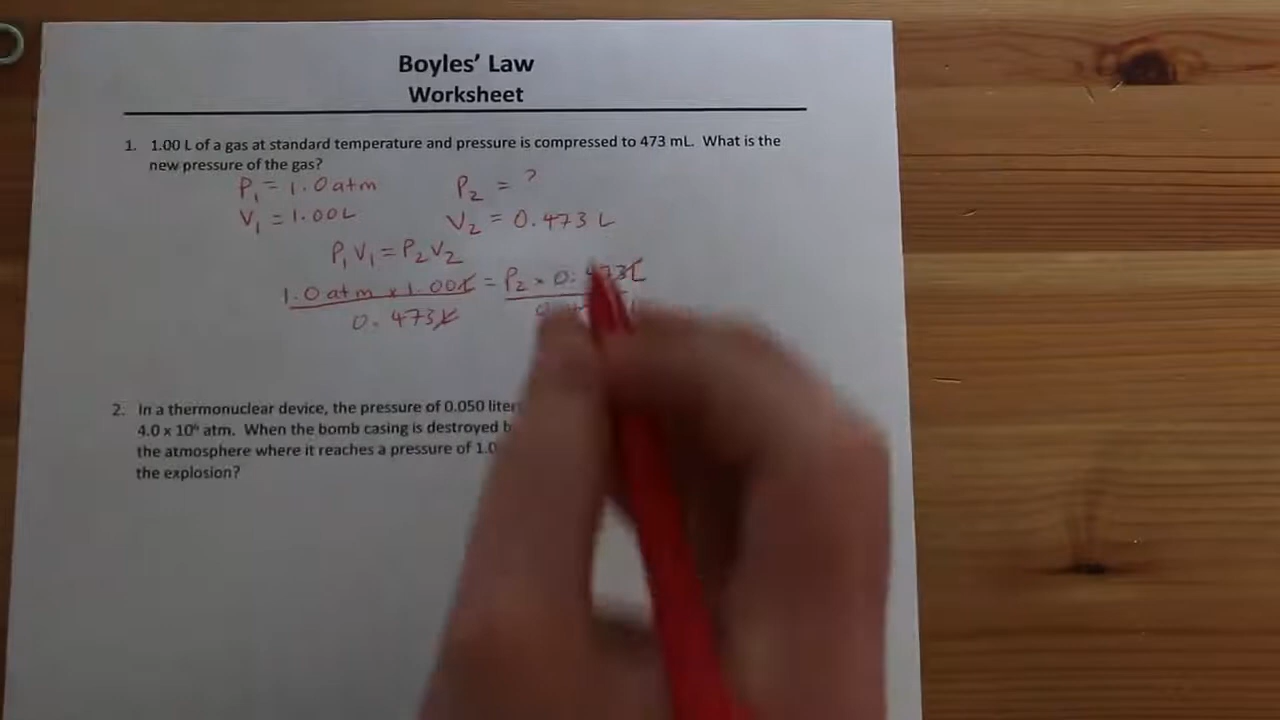 Boyles' Law
Worksheet
1. 1.00 L of a gas at standard temperature and pressure is compressed to 473 mL. What is the
new pressure of the gas?
P₁ = 1.0 atm P₂ = ?
V₁ = 1.00L V₂ = 0.473 L
P₁V₁ = P₂V₂
1.0 atm × 1.00L = P₂ × 0.473L
0.473L
2. In a thermonuclear device, the pressure of 0.050
4.0 x 10⁶ atm. When the bomb casing is destroyed
the atmosphere where it reaches a pressure of
the explosion?